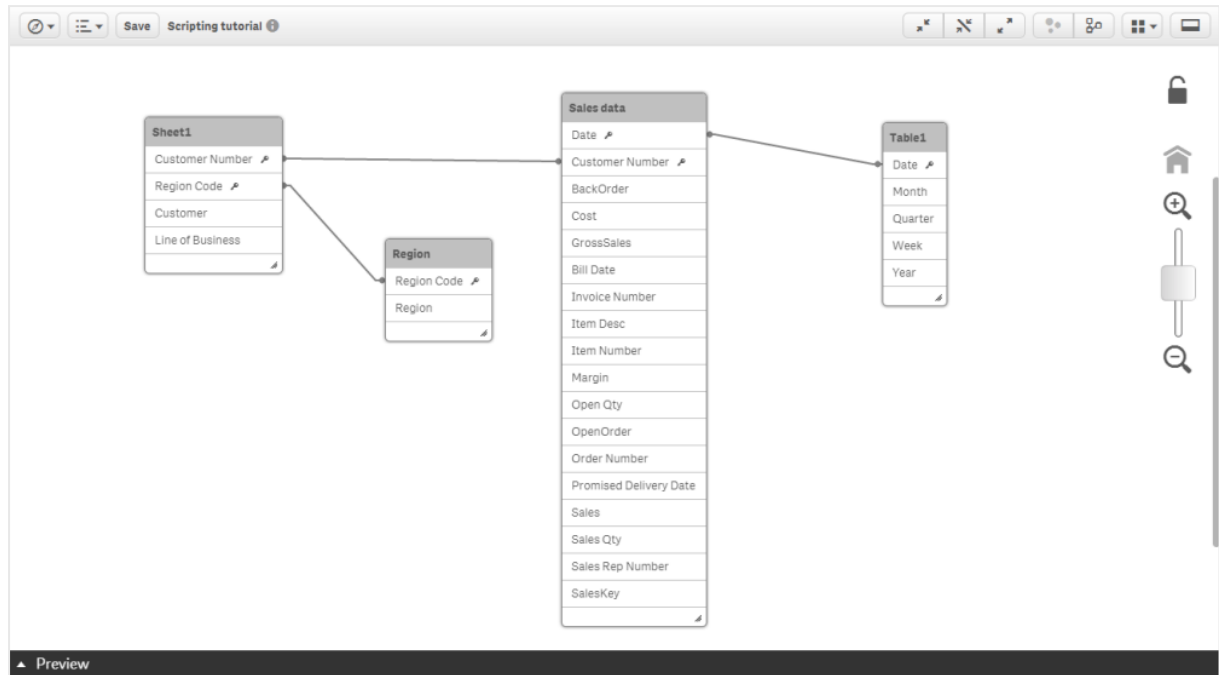 Save Scripting tutorial
Sheet1
Customer Number
Region Code
Customer
Line of Business
Region
Region Code
Region
Sales data
Date
Customer Number
BackOrder
Cost
GrossSales
Bill Date
Invoice Number
Item Desc
Item Number
Margin
Open Qty
OpenOrder
Order Number
Promised Delivery Date
Sales
Sales Qty
Sales Rep Number
SalesKey
Table1
Date
Month
Quarter
Week
Year
Preview